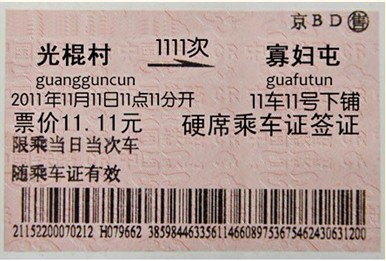 京BD售
光棍村 1111次 寡妇屯
guangguncun guafutun
2011年11月11日11点11分开 11车11号下铺
票价11.11元 硬席乘车证签证
限乘当日当次车
随乘车证有效
21152200070212 H079662 38598446335611466089753675462430631200